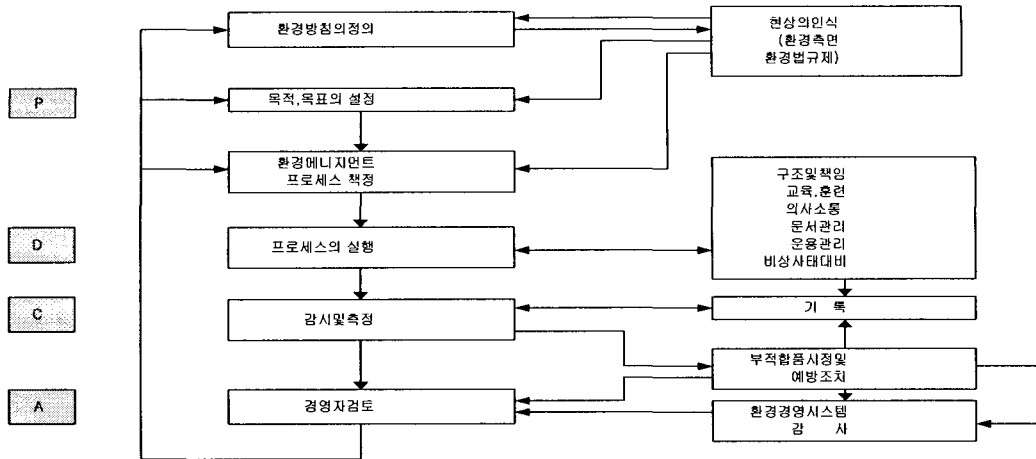 환경방침의정의
현상의인식
(환경측면
환경법규제)
P
목적,목표의 설정
환경에니지먼트
프로세스 책정
구조및책임
교육,훈련
의사소통
문서관리
운용관리
비상사태대비
D
프로세스의 실행
C
감시및측정
기 록
부적합품시정및
예방조치
A
경영자검토
환경경영시스템
감 사